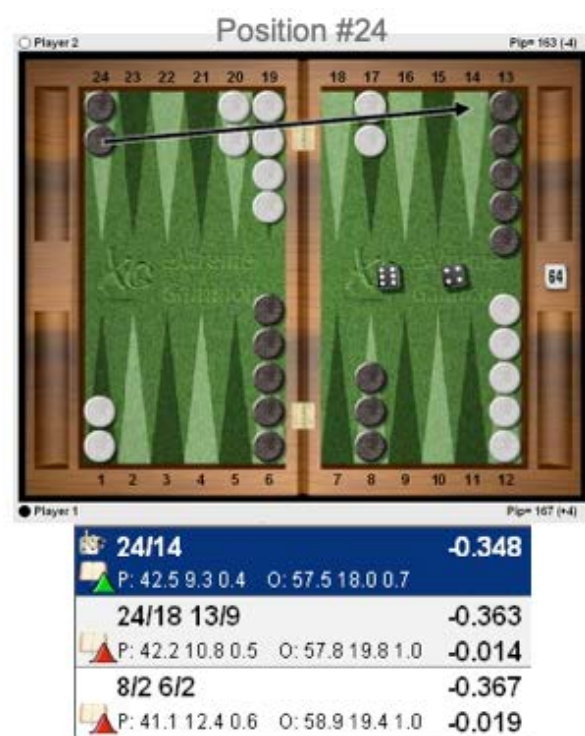 Position #24
Player 2 Pip= 163 (-4)
24 23 22 21 20 19 18 17 16 15 14 13
eXtreme eXtreme
Gammon Gammon
64
1 2 3 4 5 6 7 8 9 10 11 12
Player 1 Pip= 167 (+4)
24/14 -0.348
P: 42.5 9.3 0.4 O: 57.5 18.0 0.7
24/18 13/9 -0.363
P: 42.2 10.8 0.5 O: 57.8 19.8 1.0 -0.014
8/2 6/2 -0.367
P: 41.1 12.4 0.6 O: 58.9 19.4 1.0 -0.019